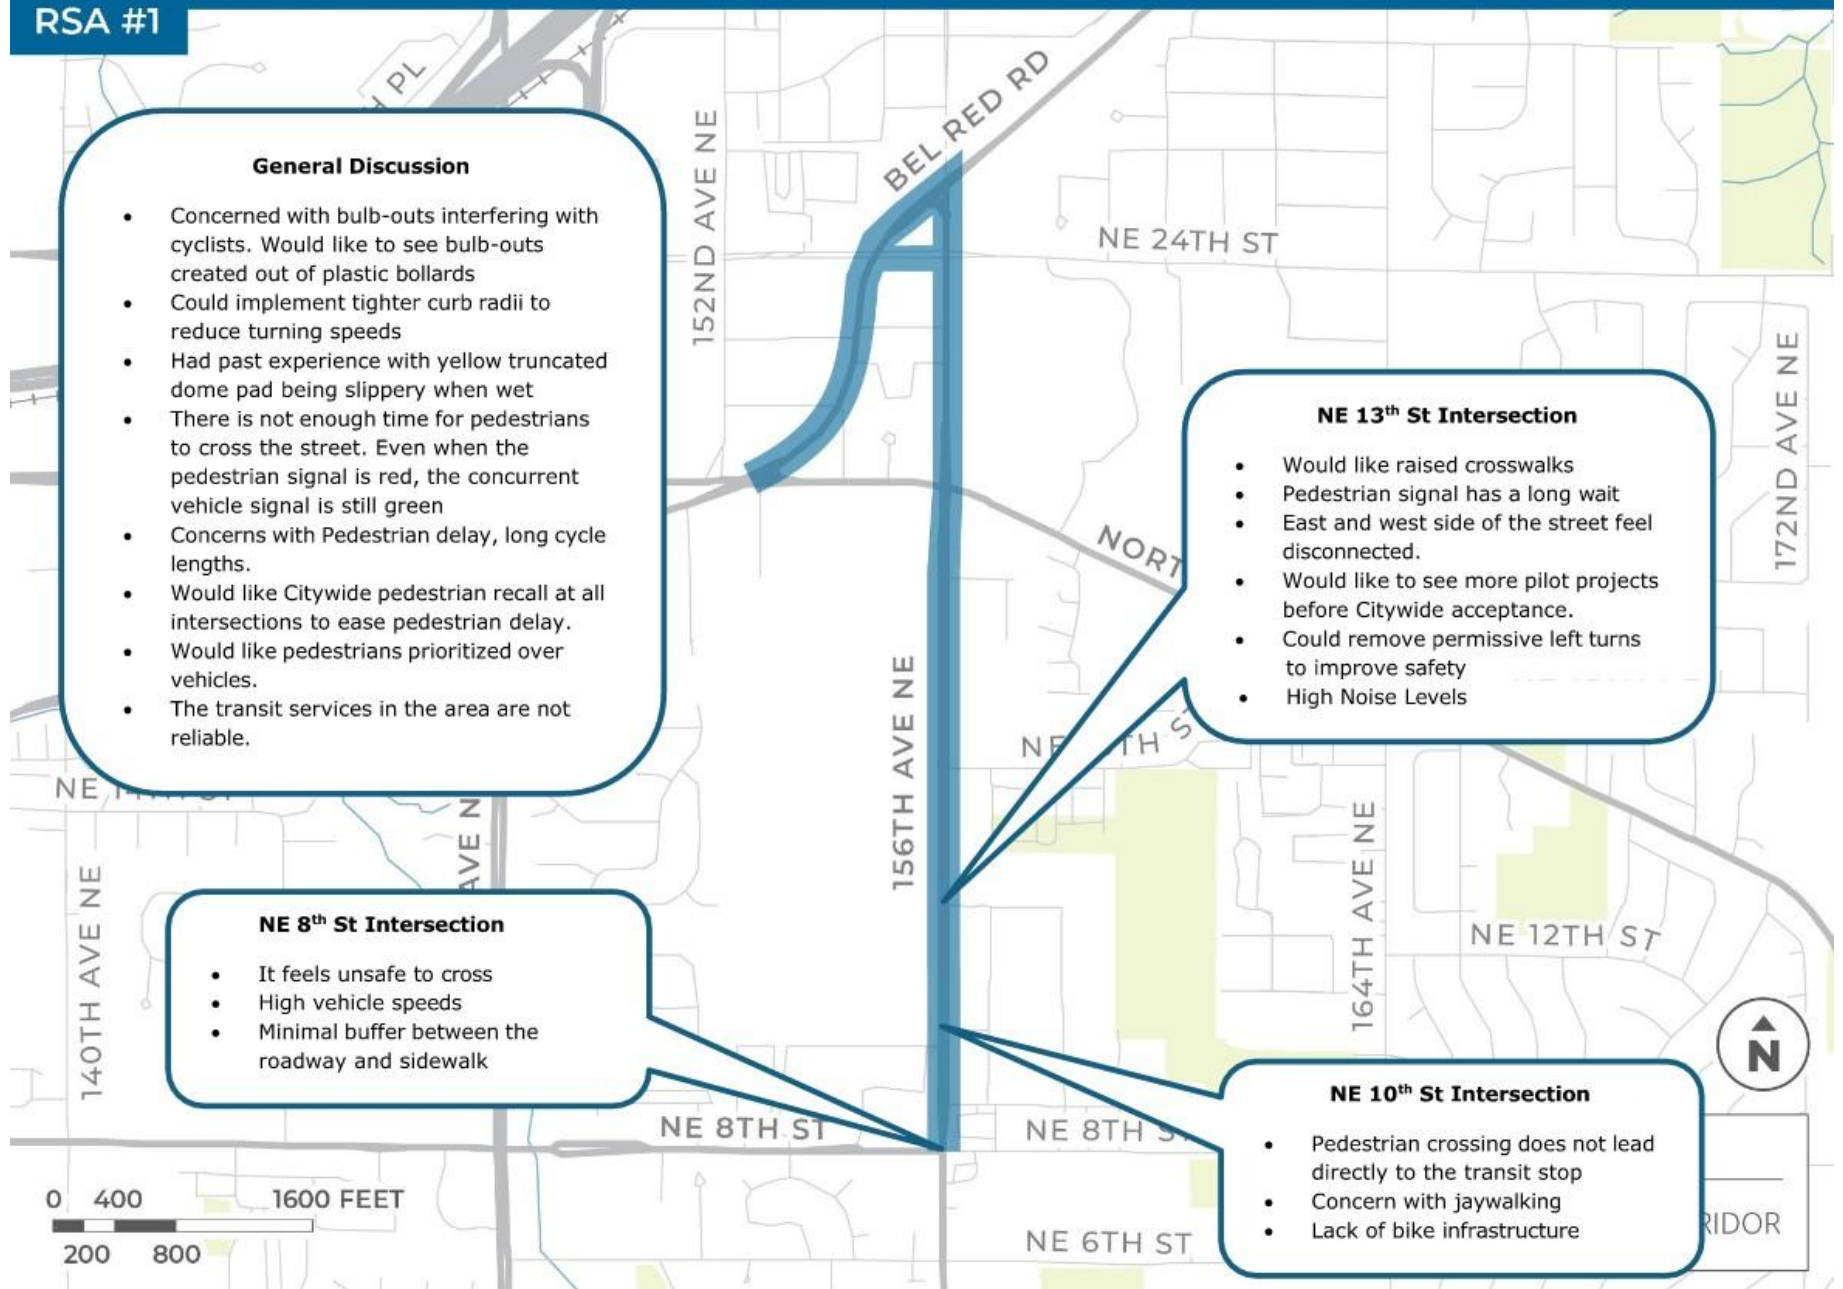 RSA #1
General Discussion
• Concerned with bulb-outs interfering with
cyclists. Would like to see bulb-outs
created out of plastic bollards
• Could implement tighter curb radii to
reduce turning speeds
• Had past experience with yellow truncated
dome pad being slippery when wet
• There is not enough time for pedestrians
to cross the street. Even when the
pedestrian signal is red, the concurrent
vehicle signal is still green
• Concerns with Pedestrian delay, long cycle
lengths.
• Would like Citywide pedestrian recall at all
intersections to ease pedestrian delay.
• Would like pedestrians prioritized over
vehicles.
• The transit services in the area are not
reliable.
PL
152ND AVE NE
BEL RED RD
NE 24TH ST
172ND AVE NE
NE 13th St Intersection
• Would like raised crosswalks
• Pedestrian signal has a long wait
• East and west side of the street feel
disconnected.
• Would like to see more pilot projects
before Citywide acceptance.
• Could remove permissive left turns
to improve safety
• High Noise Levels
NORT
156TH AVE NE
NE
TH S
NE
AVE N
140TH AVE NE
164TH AVE NE
NE 12TH ST
NE 8th St Intersection
• It feels unsafe to cross
• High vehicle speeds
• Minimal buffer between the
roadway and sidewalk
N
NE 8TH ST
NE 8TH S
NE 10th St Intersection
• Pedestrian crossing does not lead
directly to the transit stop
• Concern with jaywalking
• Lack of bike infrastructure
RIDOR
NE 6TH ST
0 400 1600 FEET
200 800